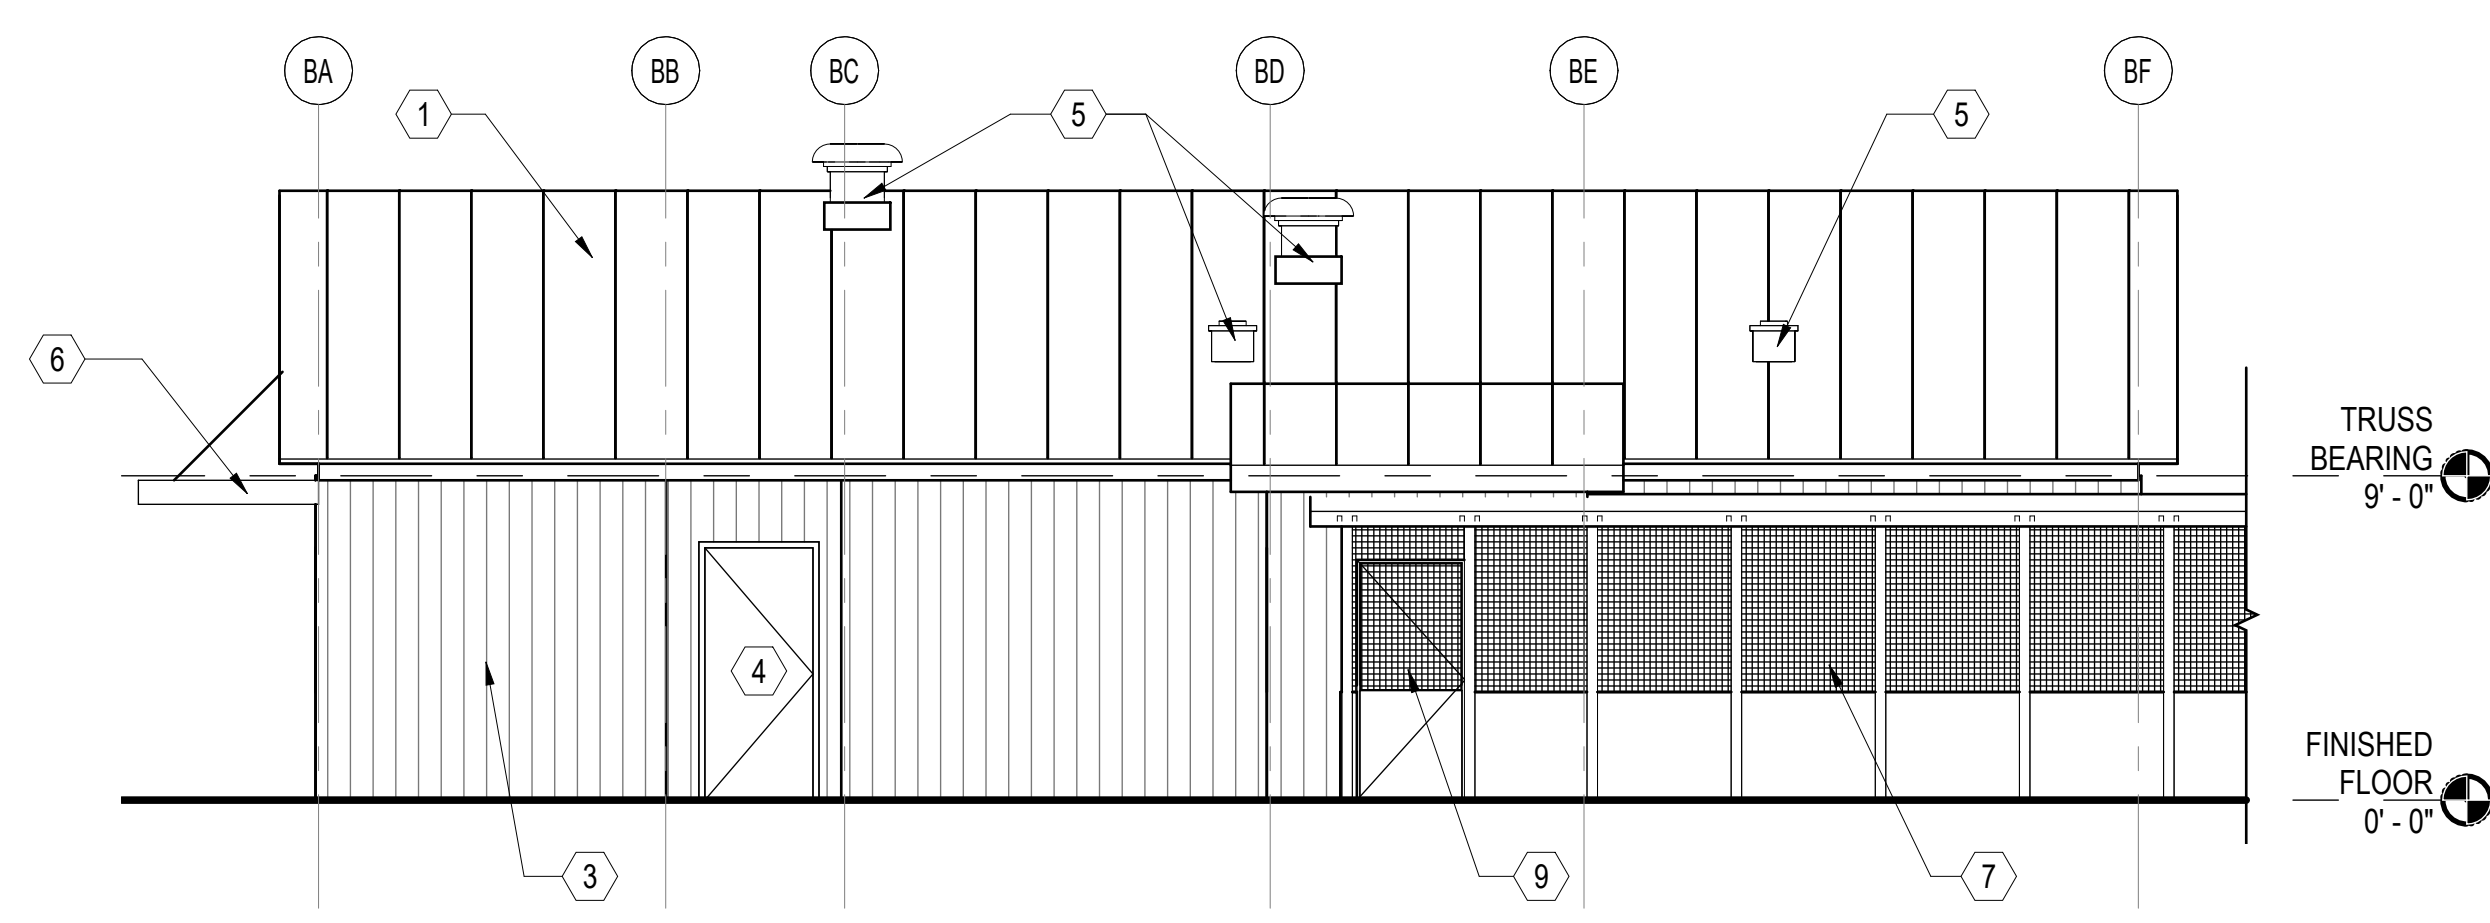 BA
BB
BC
BD
BE
BF
1
5
5
6
TRUSS
BEARING
9' - 0"
4
FINISHED
FLOOR
0' - 0"
3
9
7